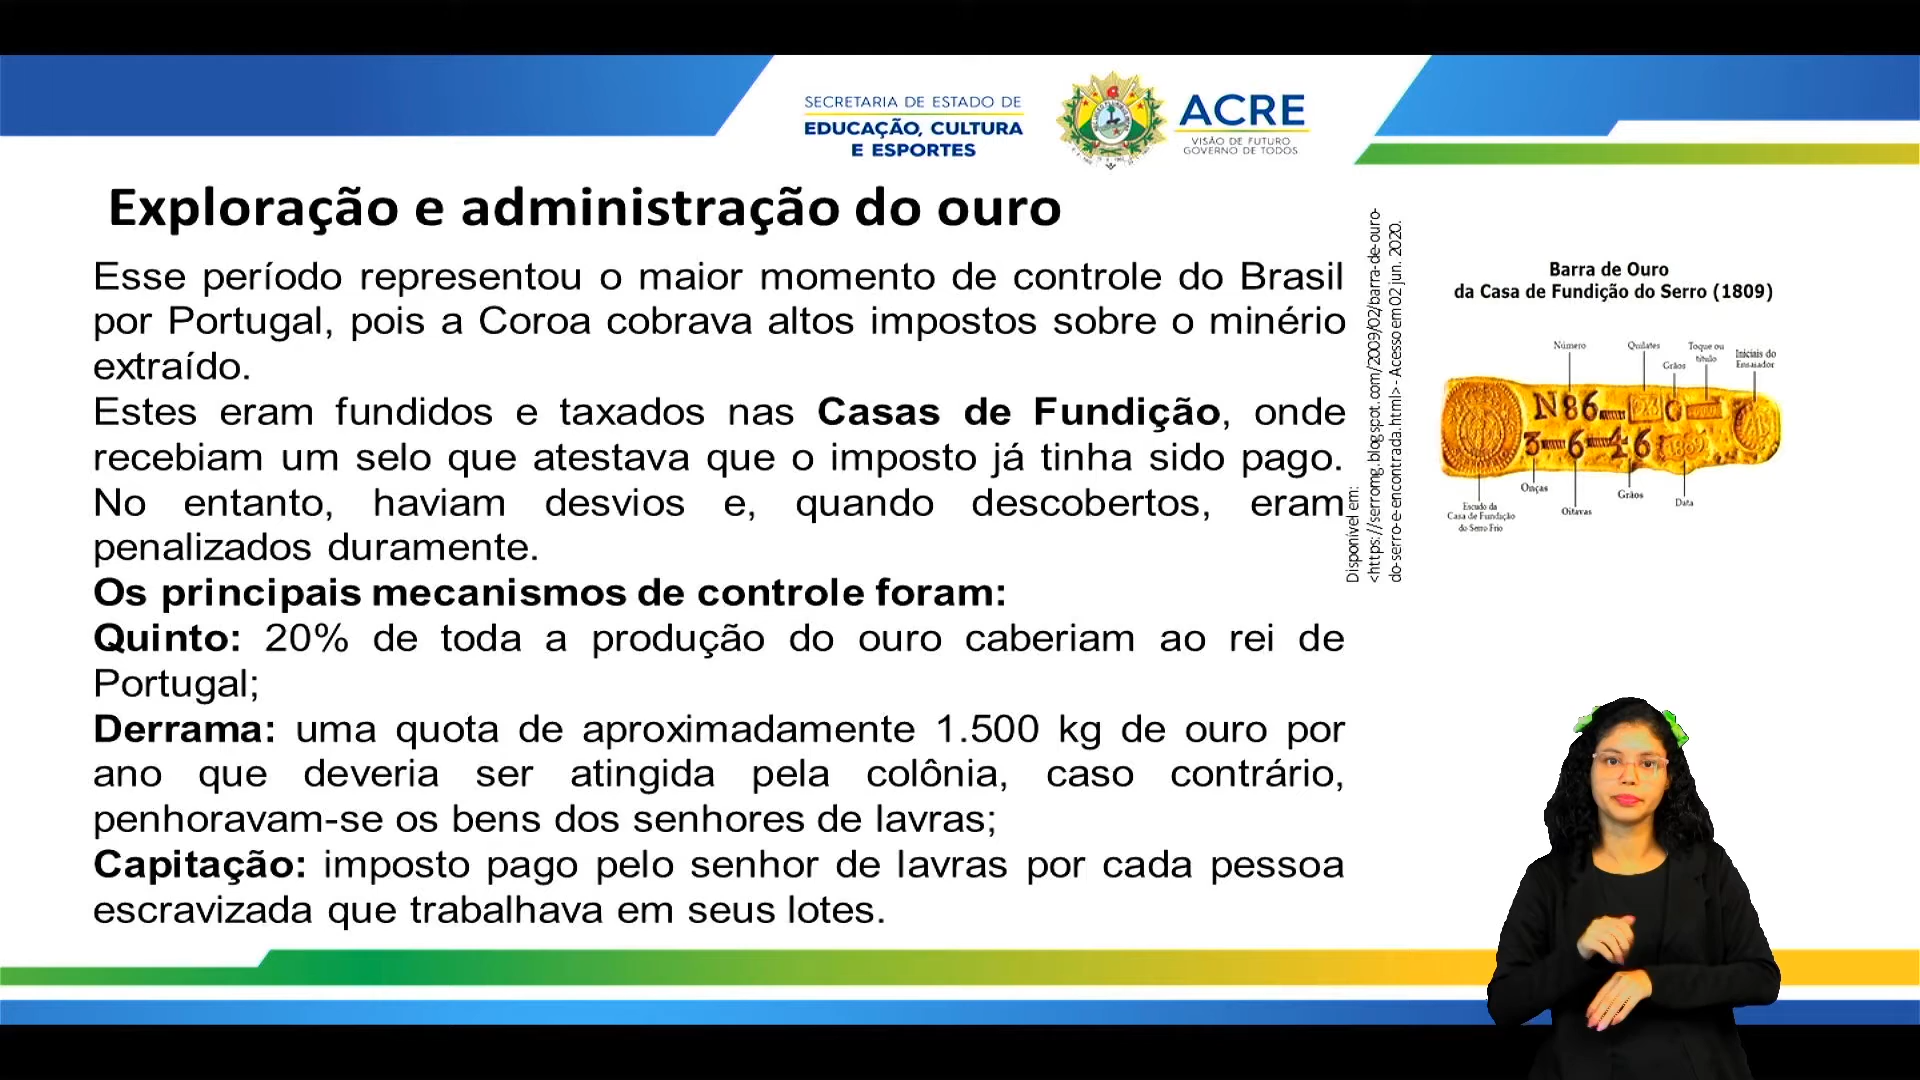 SECRETARIA DE ESTADO DE
EDUCAÇÃO, CULTURA
E ESPORTES
ACRE
VISÃO DE FUTURO
GOVERNO DE TODOS
Exploração e administração do ouro
Esse período representou o maior momento de controle do Brasil
por Portugal, pois a Coroa cobrava altos impostos sobre o minério
extraído.
Estes eram fundidos e taxados nas Casas de Fundição, onde
recebiam um selo que atestava que o imposto já tinha sido pago.
No entanto, haviam desvios e, quando descobertos, eram
penalizados duramente.
Os principais mecanismos de controle foram:
Quinto: 20% de toda a produção do ouro caberiam ao rei de
Portugal;
Derrama: uma quota de aproximadamente 1.500 kg de ouro por
ano que deveria ser atingida pela colônia, caso contrário,
penhoravam-se os bens dos senhores de lavras;
Capitação: imposto pago pelo senhor de lavras por cada pessoa
escravizada que trabalhava em seus lotes.
Disponível em:
<https://serromg.blogspot.com/2009/02/barra-de-ouro-
do-serro-e-encontrada.html> - Acesso em 02 jun. 2020.
Barra de Ouro
da Casa de Fundição do Serro (1809)
Número
Quilates
Grãos
Toque ou
título
Iniciais do
Ensaiador
N86
3 6 46
1809
Onças
Oitavas
Grãos
Data
Escudo da
Casa de Fundição
do Serro Frio